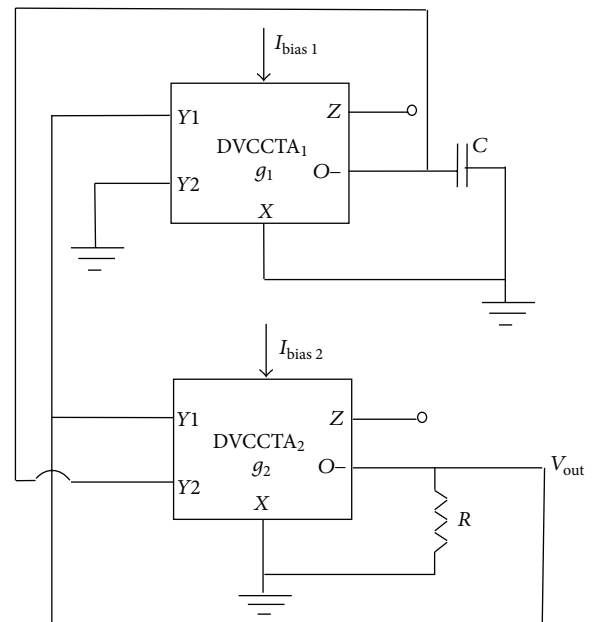 I_bias 1
Y1
Z
DVCCTA₁
g₁
O−
C
Y2
X
I_bias 2
Y1
Z
DVCCTA₂
g₂
O−
V_out
Y2
X
R